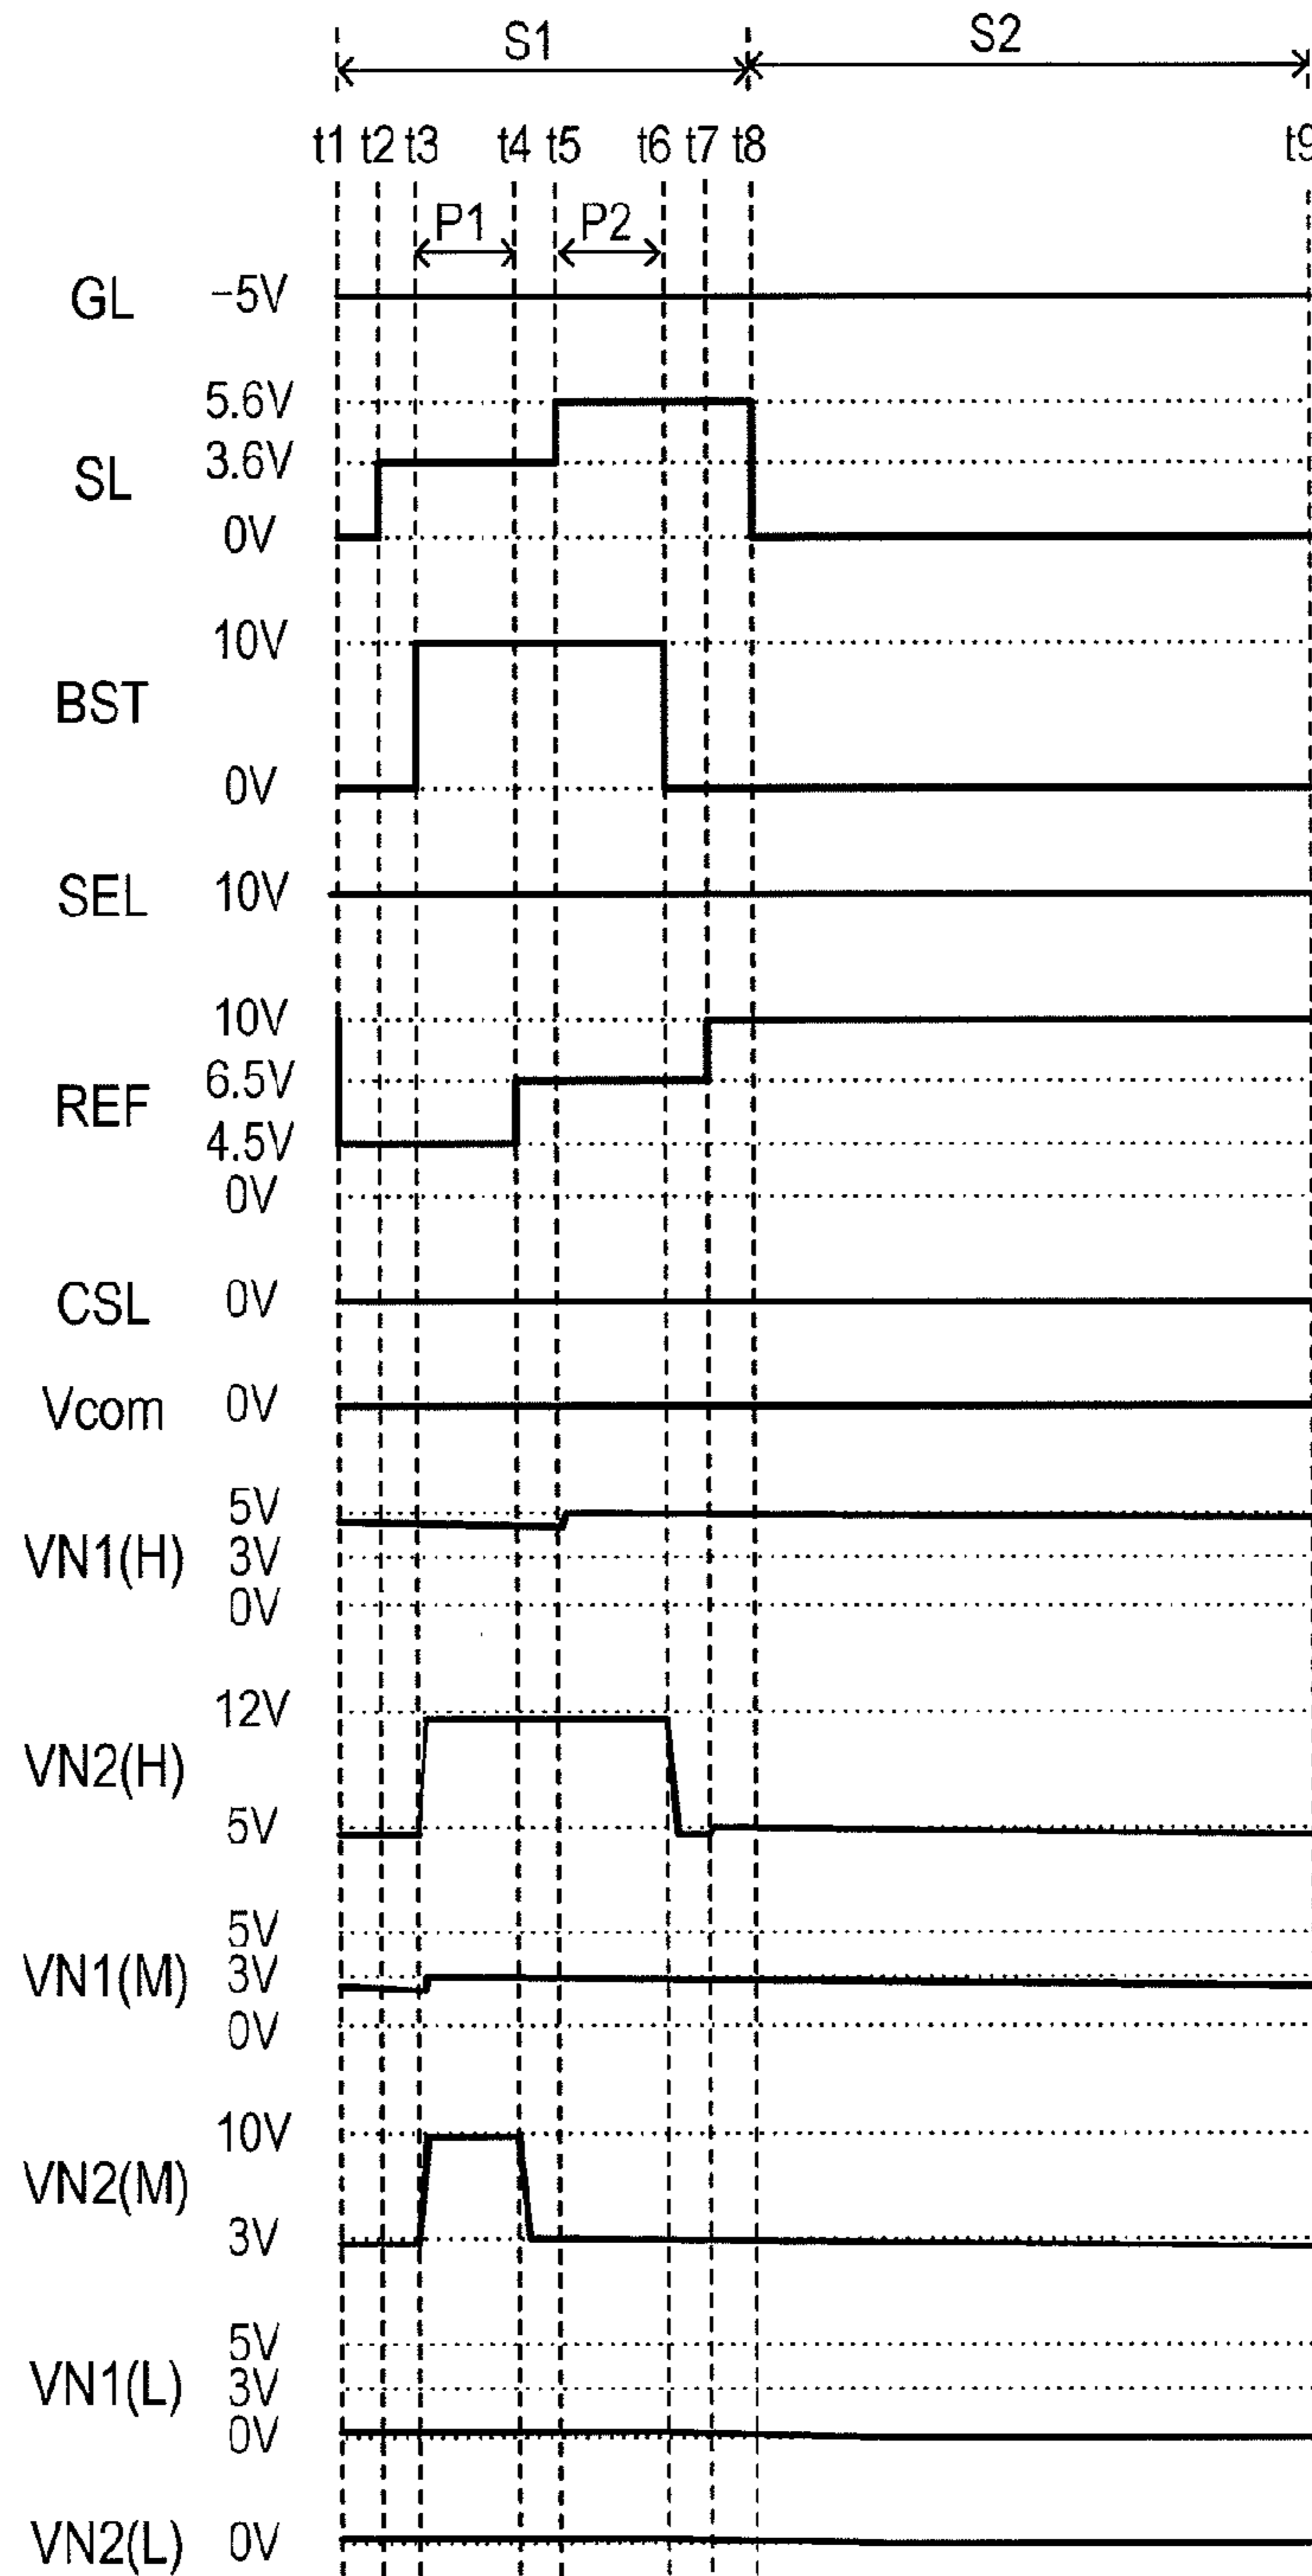 S1 S2
t1 t2 t3 t4 t5 t6 t7 t8 t9
P1 P2
GL −5V
5.6V
SL 3.6V
0V
10V
BST
0V
SEL 10V
10V
REF 6.5V
4.5V
0V
CSL 0V
Vcom 0V
5V
VN1(H) 3V
0V
12V
VN2(H)
5V
5V
VN1(M) 3V
0V
10V
VN2(M)
3V
5V
VN1(L) 3V
0V
VN2(L) 0V